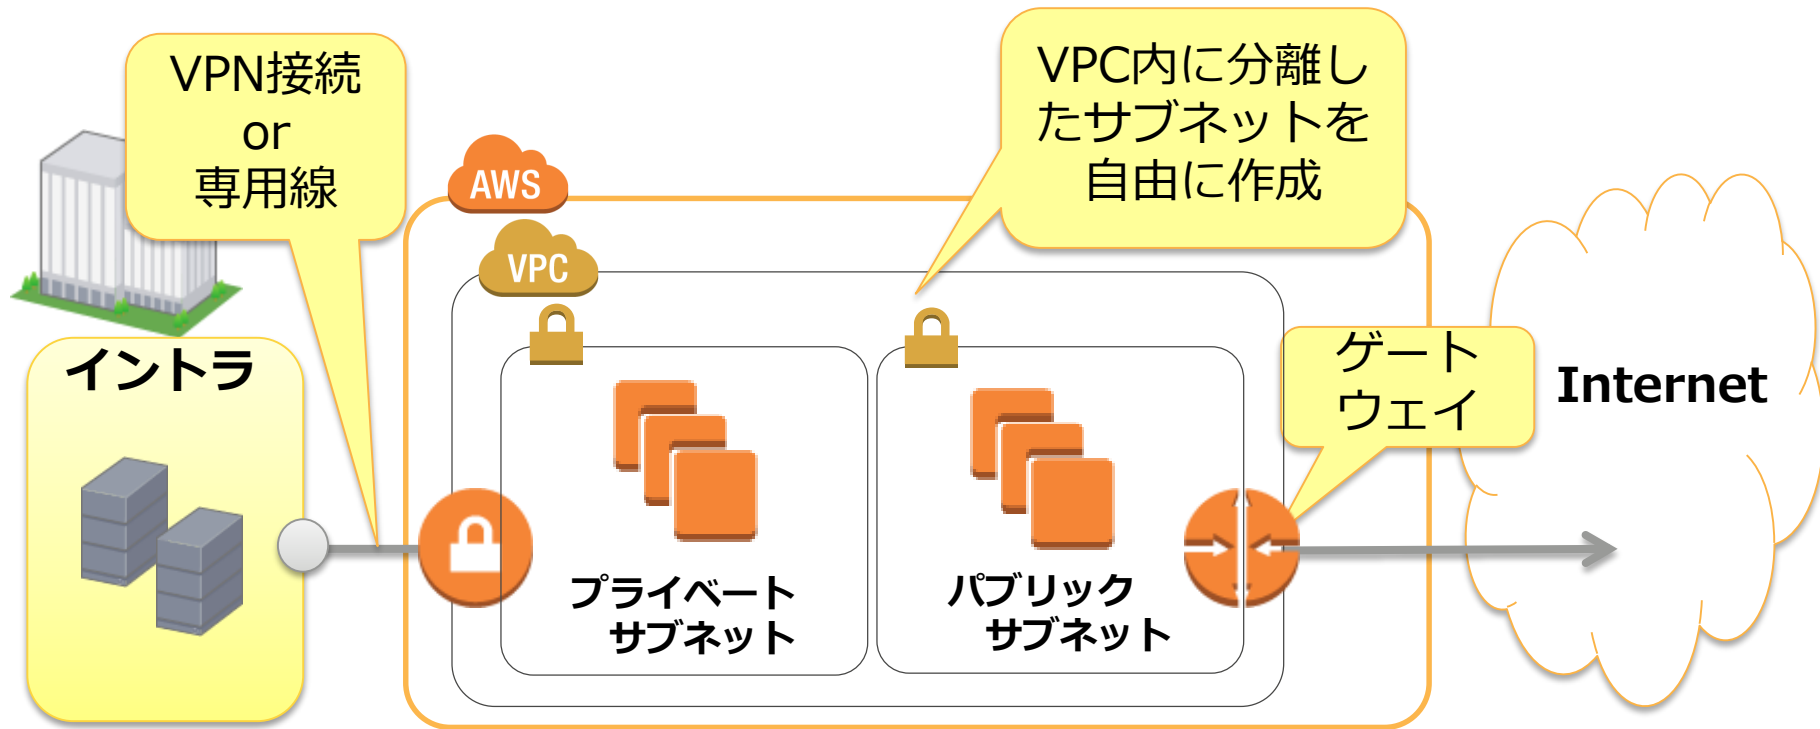 VPN接続
or
専用線
VPC内に分離し
たサブネットを
自由に作成
AWS
VPC
イントラ
ゲート
ウェイ
Internet
プライベート
サブネット
パブリック
サブネット